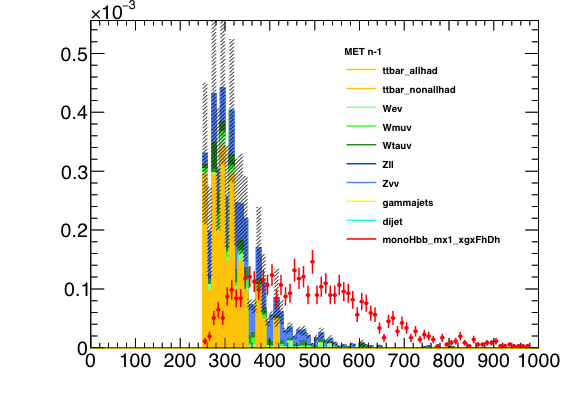 ×10⁻³
0.5
0.4
0.3
0.2
0.1
0
MET n-1
ttbar_allhad
ttbar_nonallhad
Wev
Wmuv
Wtauv
Zll
Zvv
gammajets
dijet
monoHbb_mx1_xgxFhDh
0 100 200 300 400 500 600 700 800 900 1000